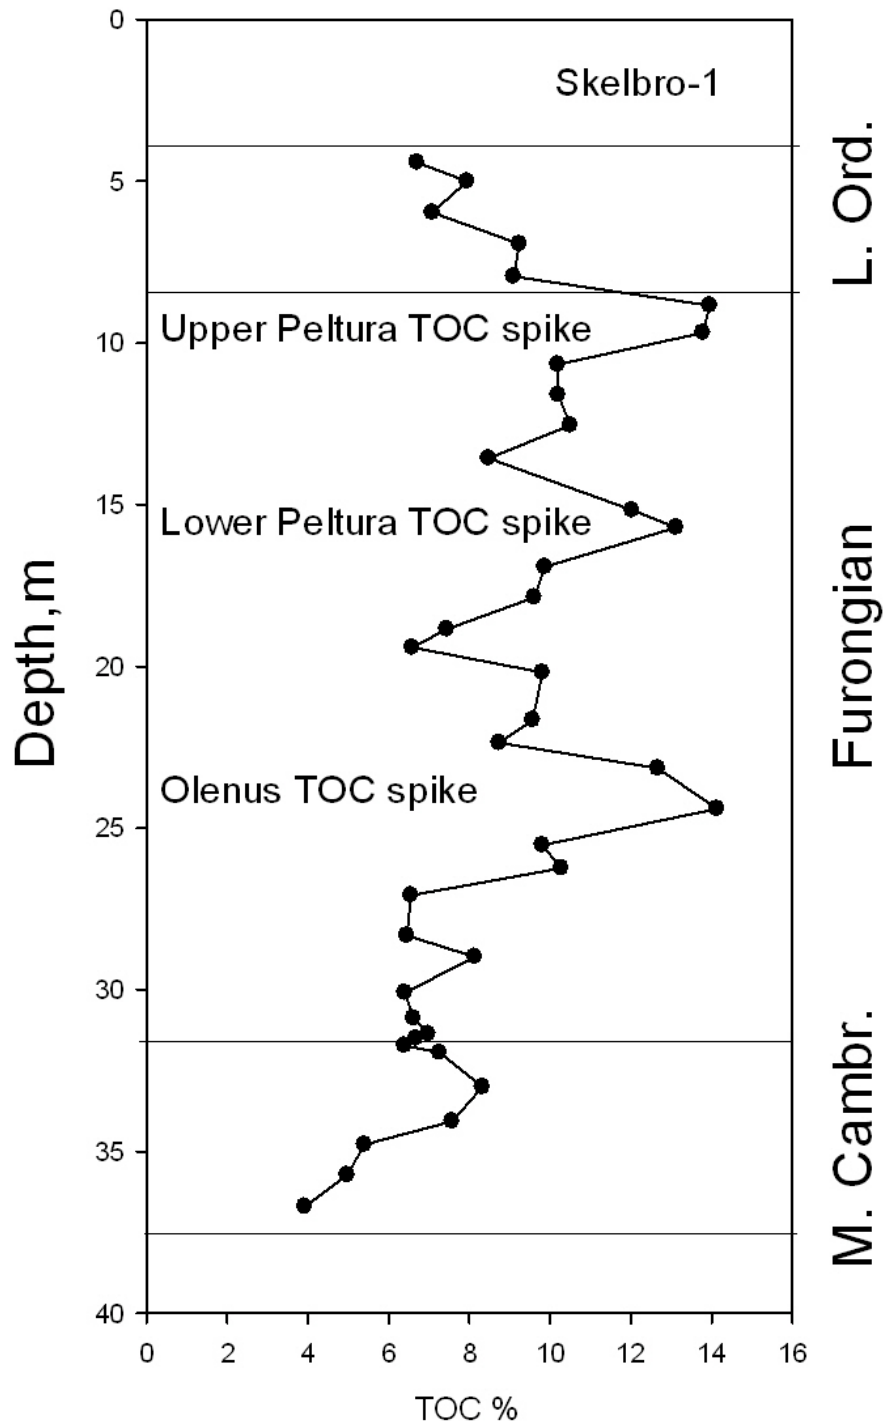 Skelbro-1
Upper Peltura TOC spike
Lower Peltura TOC spike
Olenus TOC spike
0
5
10
15
20
25
30
35
40
Depth,m
L. Ord.
Furongian
M. Cambr.
0 2 4 6 8 10 12 14 16
TOC %